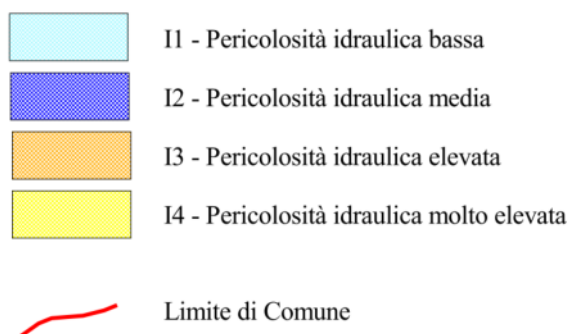 I1 - Pericolosità idraulica bassa
I2 - Pericolosità idraulica media
I3 - Pericolosità idraulica elevata
I4 - Pericolosità idraulica molto elevata
Limite di Comune